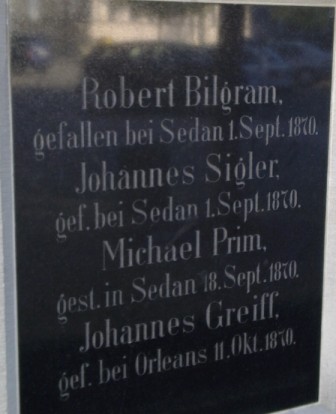 Robert Bilgram,
gefallen bei Sedan 1. Sept. 1870.
Johannes Sigler,
gef. bei Sedan 1. Sept. 1870.
Michael Prim,
gest. in Sedan 18. Sept. 1870.
Johannes Greiff,
gef. bei Orleans 11. Okt. 1870.